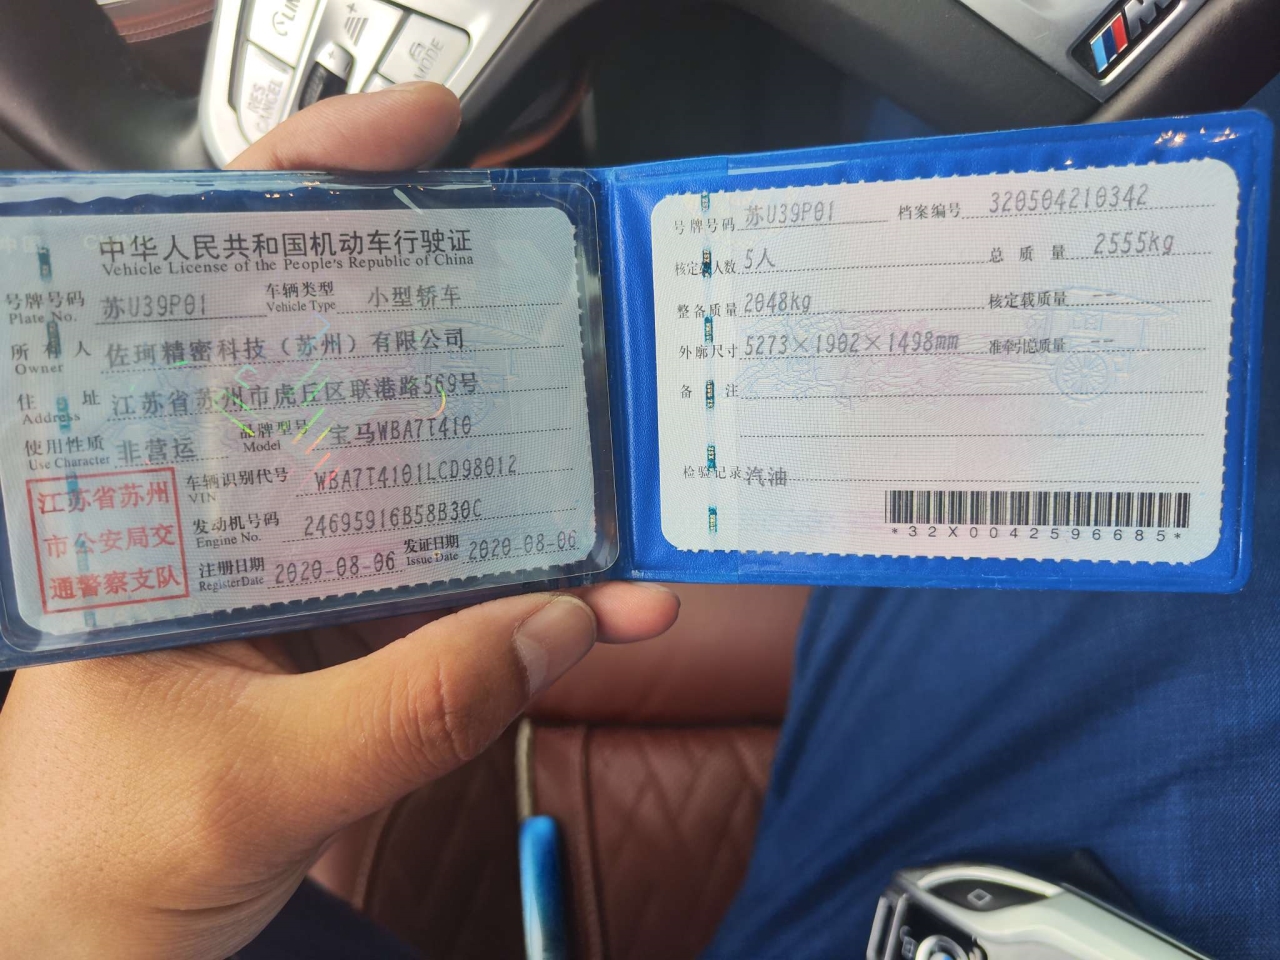 LIM
RES
CANCEL
MODE
M
中华人民共和国机动车行驶证
Vehicle License of the People's Republic of China
号牌号码 苏U39P01 车辆类型 小型轿车
Plate No. Vehicle Type
所有人 佐珂精密科技（苏州）有限公司
Owner
住址 江苏省苏州市虎丘区联港路569号
Address
使用性质 非营运 品牌型号 宝马WBA7T410
Use Character Model
江苏省苏州
市公安局交
通警察支队
车辆识别代号 WBA7T4101LCD98012
VIN
发动机号码 24695916B58B30C
Engine No.
注册日期 2020-08-06 发证日期 2020-08-06
Register Date Issue Date
号牌号码 苏U39P01 档案编号 320504210342
核定载人数 5人 总质量 2555kg
整备质量 2048kg 核定载质量 --
外廓尺寸 5273×1902×1498mm 准牵引总质量 --
备注
检验记录 汽油
*32X0042596685*